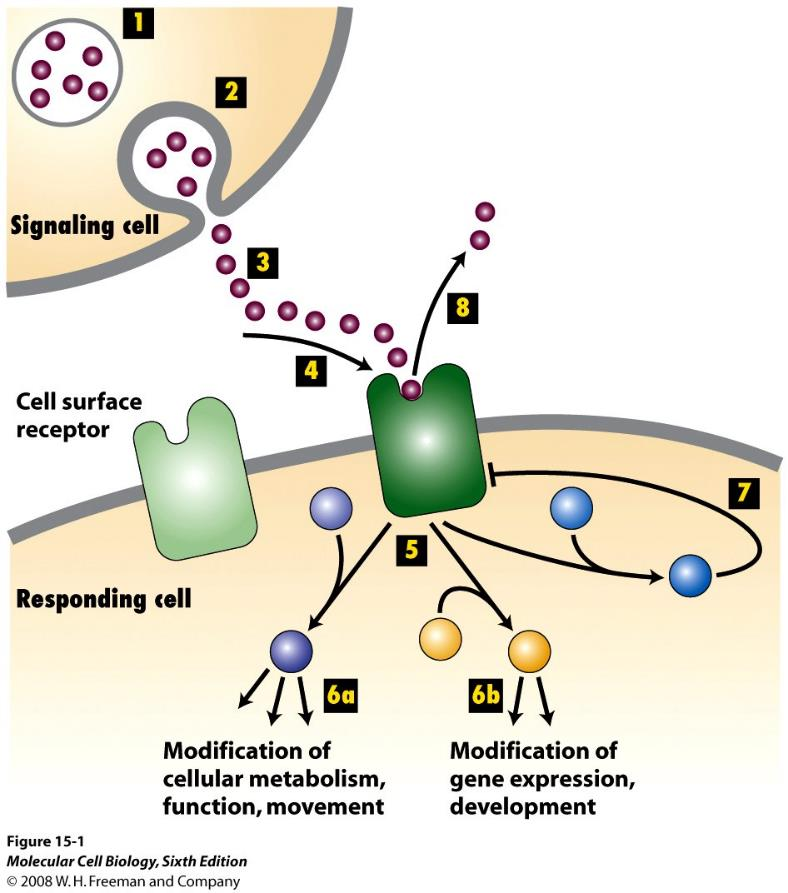 1
2
Signaling cell
3
8
4
Cell surface
receptor
7
5
Responding cell
6a
6b
Modification of
cellular metabolism,
function, movement
Modification of
gene expression,
development
Figure 15-1
Molecular Cell Biology, Sixth Edition
© 2008 W. H. Freeman and Company